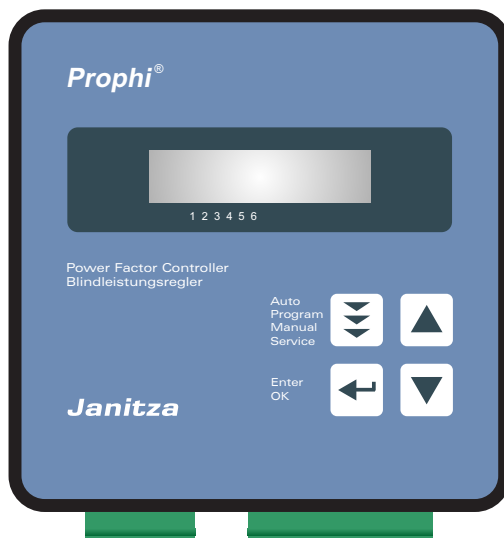 Prophi®
1 2 3 4 5 6
Power Factor Controller
Blindleistungsregler
Auto
Program
Manual
Service
Enter
OK
Janitza